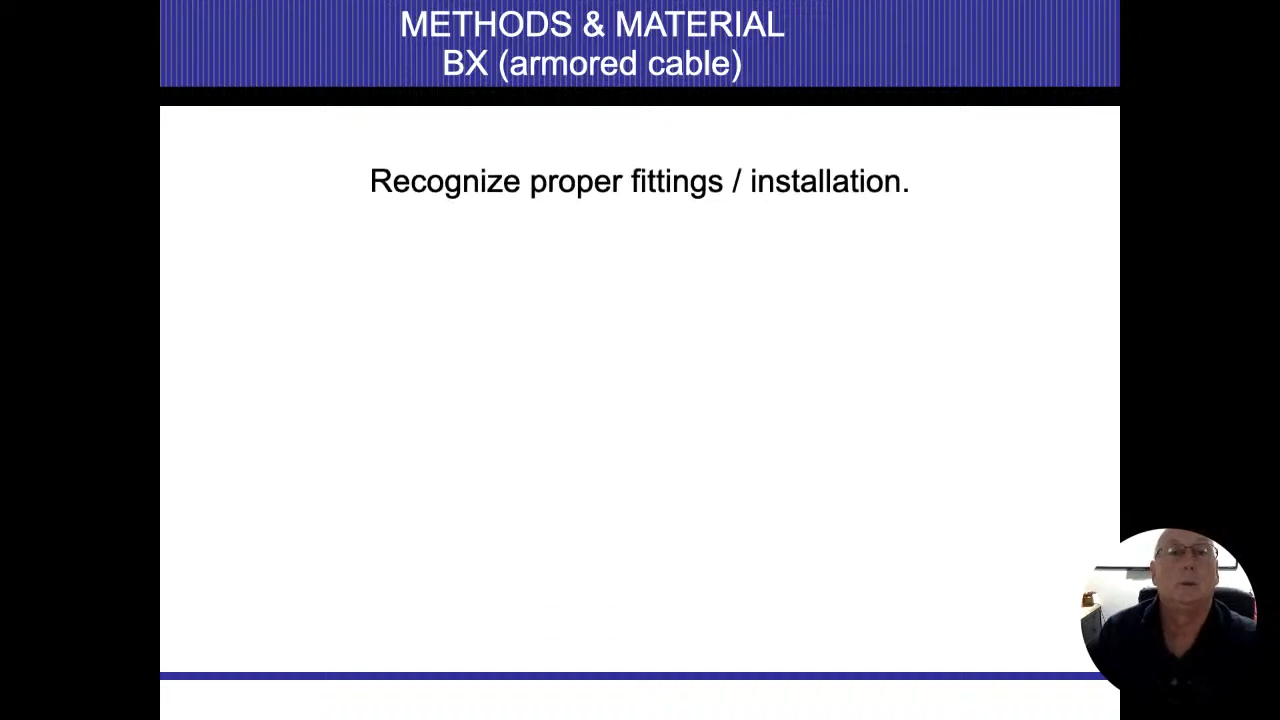 METHODS & MATERIAL
BX (armored cable)
Recognize proper fittings / installation.